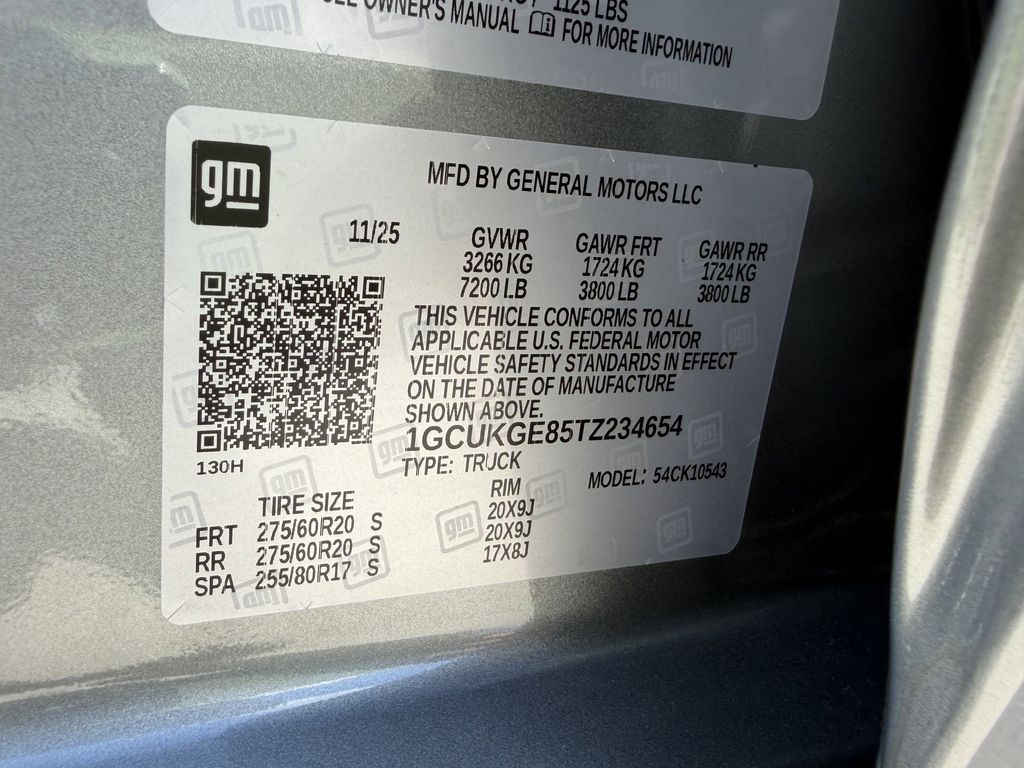 1125 LBS
OWNER'S MANUAL FOR MORE INFORMATION
gm
MFD BY GENERAL MOTORS LLC
11/25 GVWR GAWR FRT GAWR RR
3266 KG 1724 KG 1724 KG
7200 LB 3800 LB 3800 LB
THIS VEHICLE CONFORMS TO ALL
APPLICABLE U.S. FEDERAL MOTOR
VEHICLE SAFETY STANDARDS IN EFFECT
ON THE DATE OF MANUFACTURE
SHOWN ABOVE.
1GCUKGE85TZ234654
130H
TYPE: TRUCK MODEL: 54CK10543
TIRE SIZE RIM
FRT 275/60R20 S 20X9J
RR 275/60R20 S 20X9J
SPA 255/80R17 S 17X8J